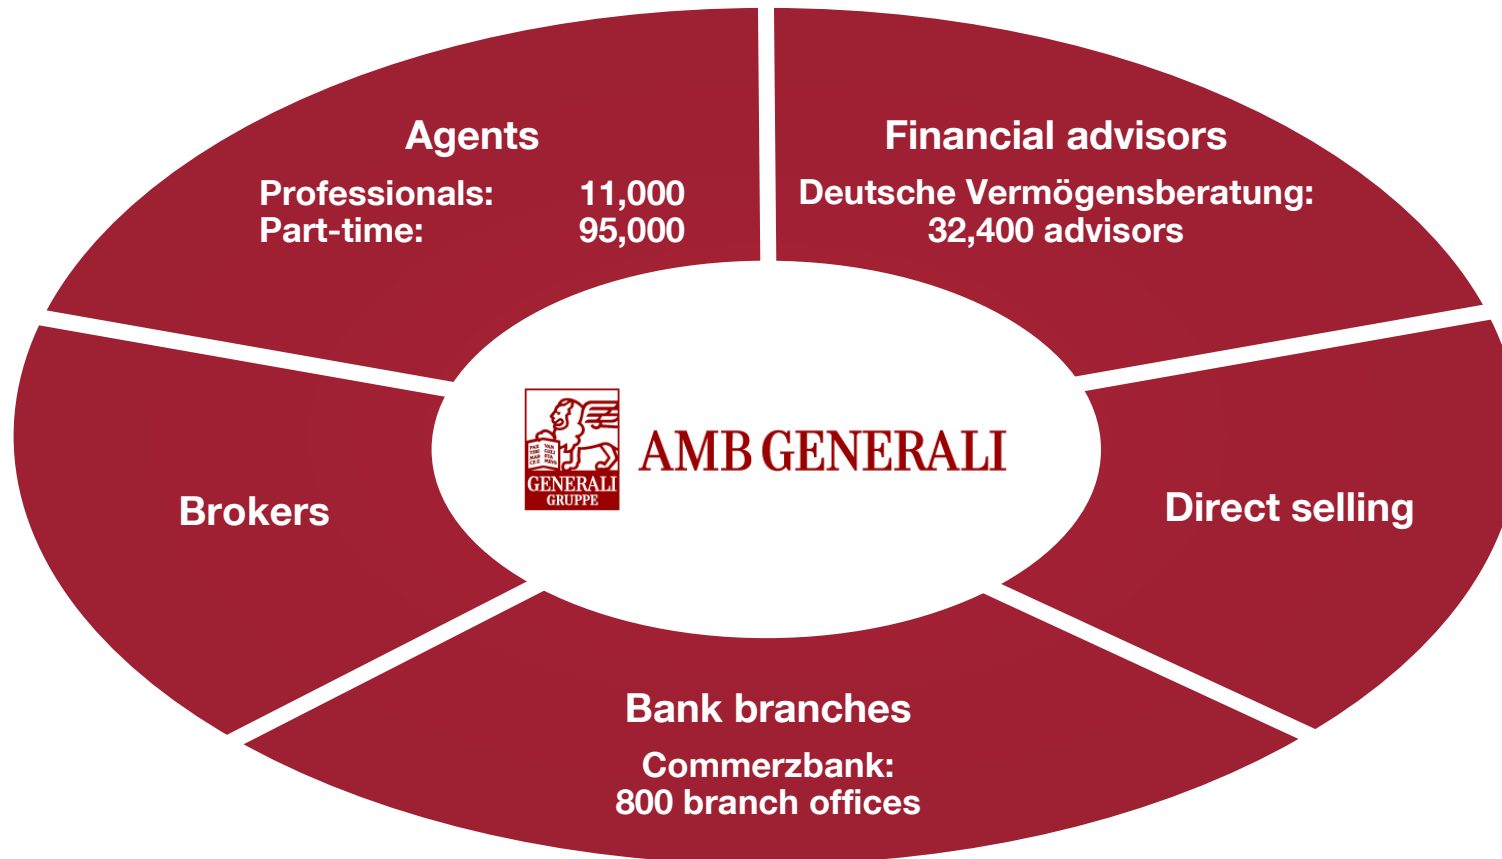 Agents
Professionals: 11,000
Part-time: 95,000
Financial advisors
Deutsche Vermögensberatung:
32,400 advisors
GENERALI
GRUPPE
AMB GENERALI
Brokers
Direct selling
Bank branches
Commerzbank:
800 branch offices